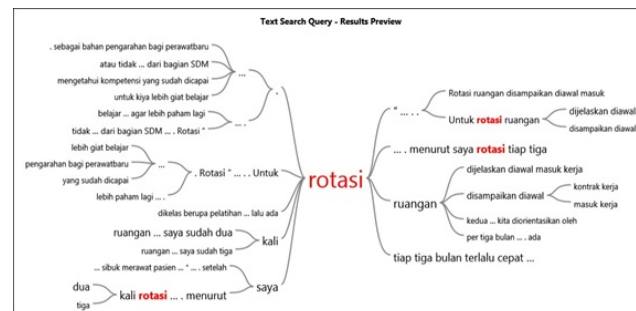 Text Search Query - Results Preview
. sebagai bahan pengarahan bagi perawatbaru
atau tidak ... dari bagian SDM
mengetahui kompetensi yang sudah dicapai
untuk kiya lebih giat belajar
...
.
belajar ... agar lebih paham lagi
tidak ... dari bagian SDM ... . Rotasi "
... .
lebih giat belajar
pengarahan bagi perawatbaru
yang sudah dicapai
...
lebih paham lagi ... .
. Rotasi " ... . . Untuk
dikelas berupa pelatihan ... lalu ada
ruangan ... saya sudah dua
ruangan ... saya sudah tiga
kali
... sibuk merawat pasien ... " ... . setelah
dua
tiga
kali rotasi ... . menurut
saya
rotasi
" ... . .
Rotasi ruangan disampaikan diawal masuk
Untuk rotasi ruangan
dijelaskan diawal
disampaikan diawal
... . menurut saya rotasi tiap tiga
ruangan
dijelaskan diawal masuk kerja
disampaikan diawal
kontrak kerja
masuk kerja
kedua ... kita diorientasikan oleh
per tiga bulan ... . ada
tiap tiga bulan terlalu cepat ...